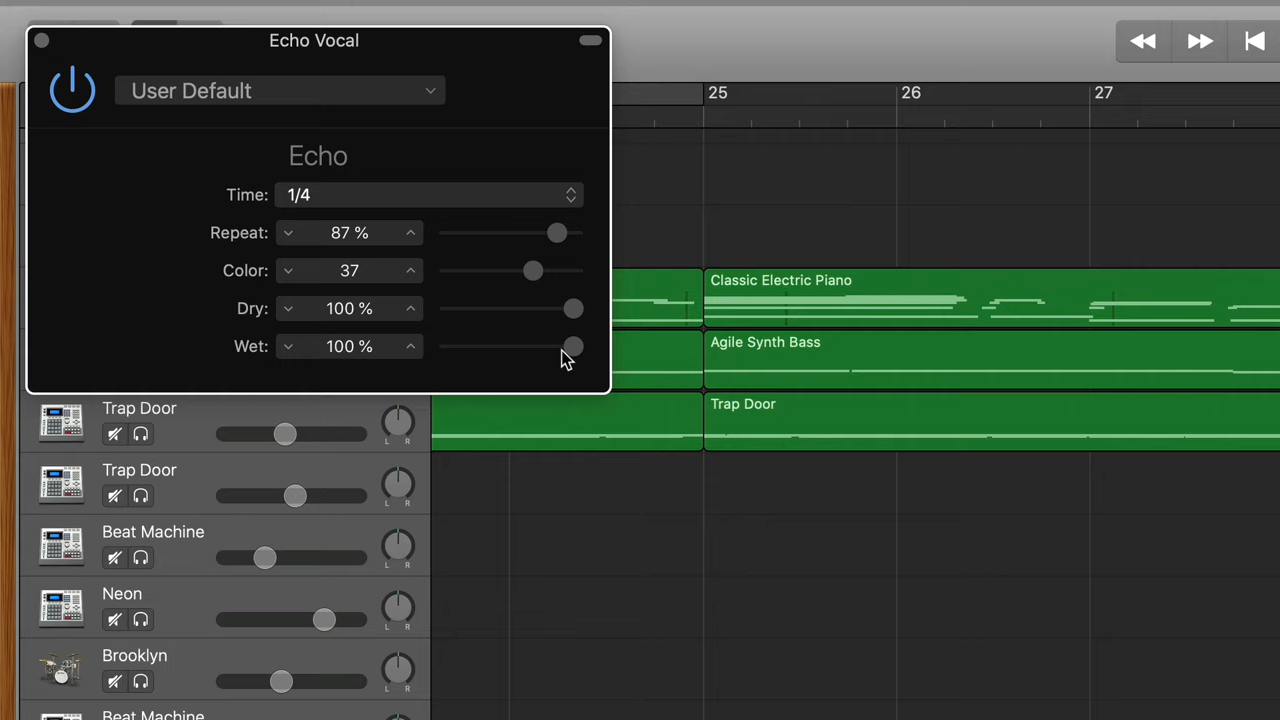 Echo Vocal
User Default
Echo
Time: 1/4
Repeat: 87 %
Color: 37
Dry: 100 %
Wet: 100 %
25 26 27
Classic Electric Piano
Agile Synth Bass
Trap Door
Trap Door
L R
Trap Door
L R
Beat Machine
L R
Neon
L R
Brooklyn
L R
Beat Machine